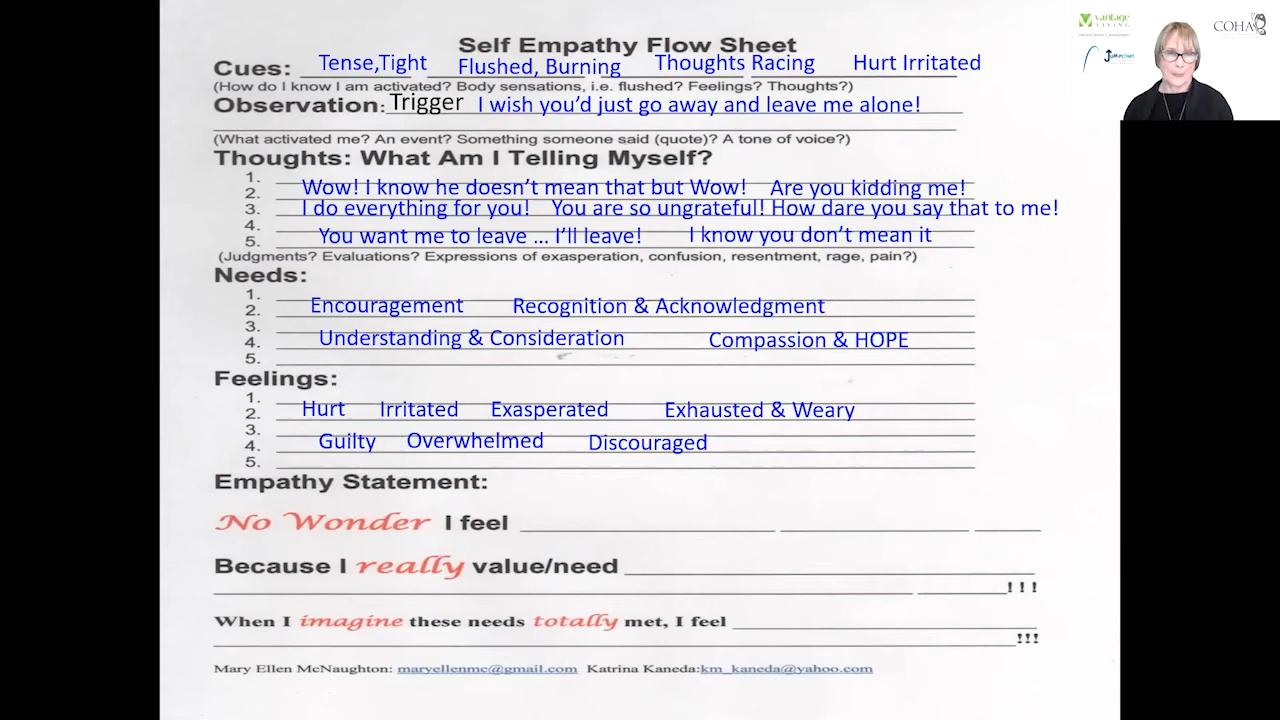 Self Empathy Flow Sheet
Cues: Tense,Tight Flushed, Burning Thoughts Racing Hurt Irritated
(How do I know I am activated? Body sensations, i.e. flushed? Feelings? Thoughts?)
Observation: Trigger I wish you’d just go away and leave me alone!
(What activated me? An event? Something someone said (quote)? A tone of voice?)
Thoughts: What Am I Telling Myself?
1.
2. Wow! I know he doesn’t mean that but Wow! Are you kidding me!
3. I do everything for you! You are so ungrateful! How dare you say that to me!
4.
5. You want me to leave … I’ll leave! I know you don’t mean it
(Judgments? Evaluations? Expressions of exasperation, confusion, resentment, rage, pain?)
Needs:
1.
2. Encouragement Recognition & Acknowledgment
3.
4. Understanding & Consideration Compassion & HOPE
5.
Feelings:
1.
2. Hurt Irritated Exasperated Exhausted & Weary
3.
4. Guilty Overwhelmed Discouraged
5.
Empathy Statement:
No Wonder I feel
Because I really value/need
!!!
When I imagine these needs totally met, I feel
!!!
Mary Ellen McNaughton: maryellenmc@gmail.com Katrina Kaneda:km_kaneda@yahoo.com
vantage
LIVING
COHA